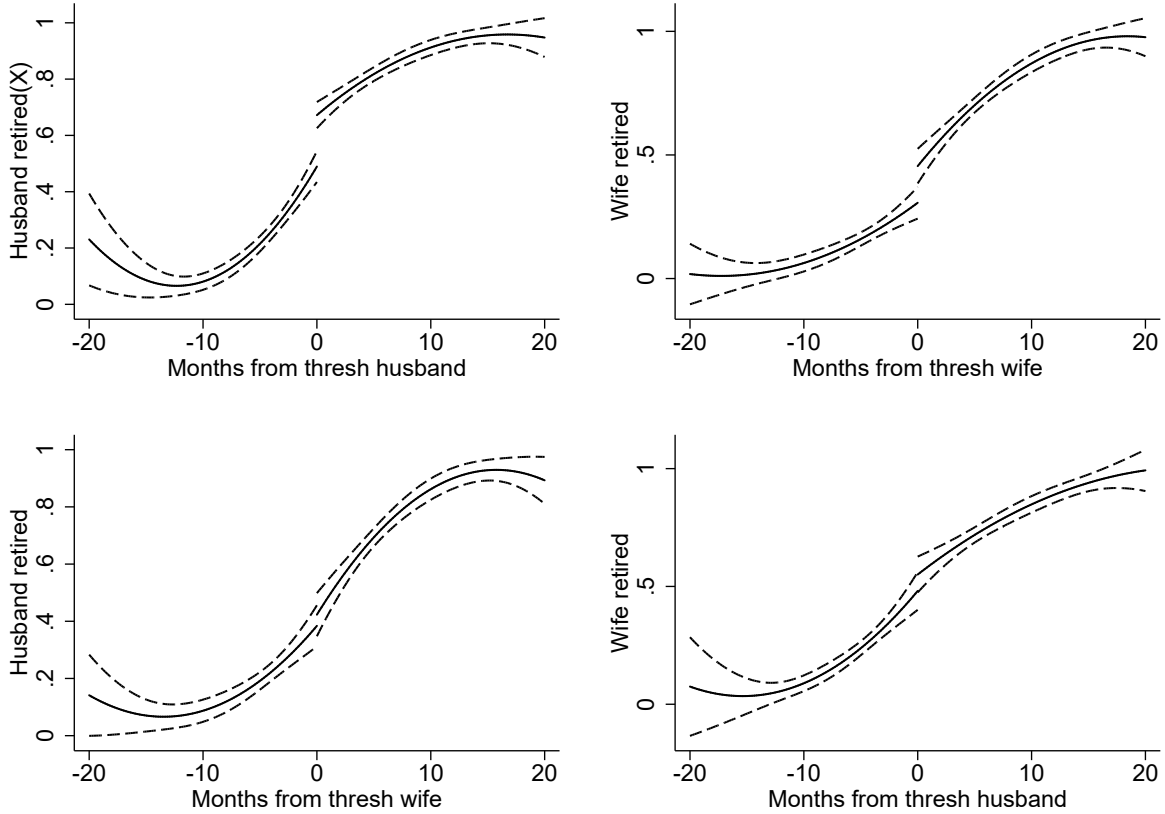 Husband retired(X)
1
.8
.6
.4
.2
0
-20 -10 0 10 20
Months from thresh husband
Wife retired
1
.5
0
-20 -10 0 10 20
Months from thresh wife
Husband retired
1
.8
.6
.4
.2
0
-20 -10 0 10 20
Months from thresh wife
Wife retired
1
.5
0
-20 -10 0 10 20
Months from thresh husband